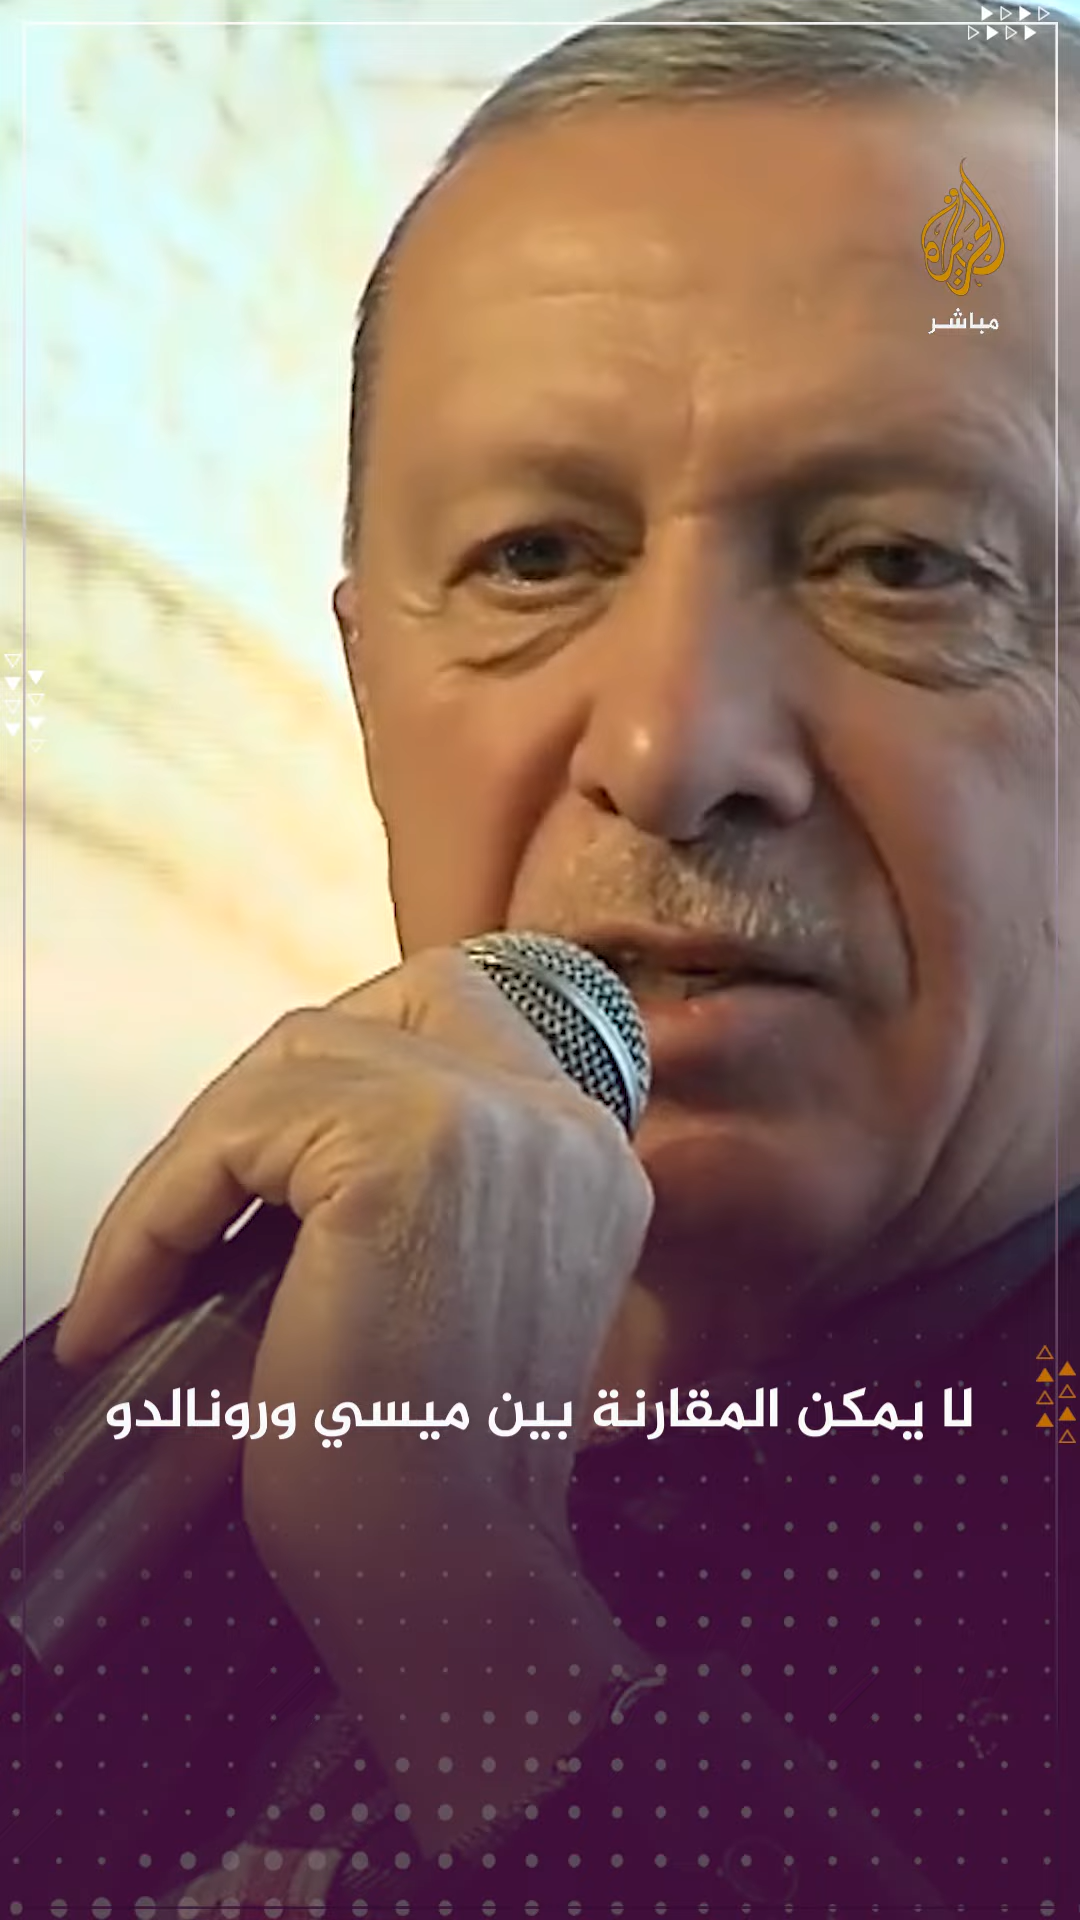 الجزيرة
مباشر
لا يمكن المقارنة بين ميسي ورونالدو